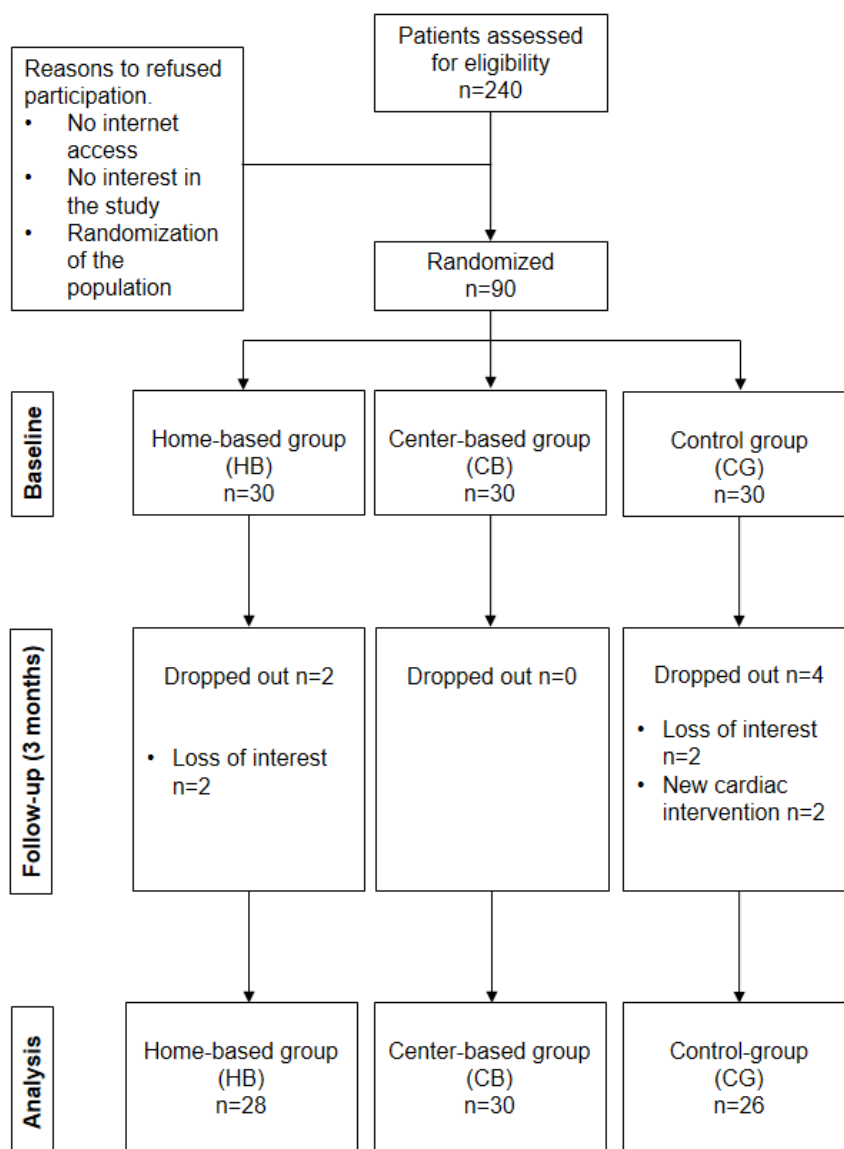 Patients assessed
for eligibility
n=240
Reasons to refused
participation.
• No internet
access
• No interest in
the study
• Randomization
of the
population
Randomized
n=90
Baseline
Home-based group
(HB)
n=30
Center-based group
(CB)
n=30
Control group
(CG)
n=30
Follow-up (3 months)
Dropped out n=2
• Loss of interest
n=2
Dropped out n=0
Dropped out n=4
• Loss of interest
n=2
• New cardiac
intervention n=2
Analysis
Home-based group
(HB)
n=28
Center-based group
(CB)
n=30
Control-group
(CG)
n=26